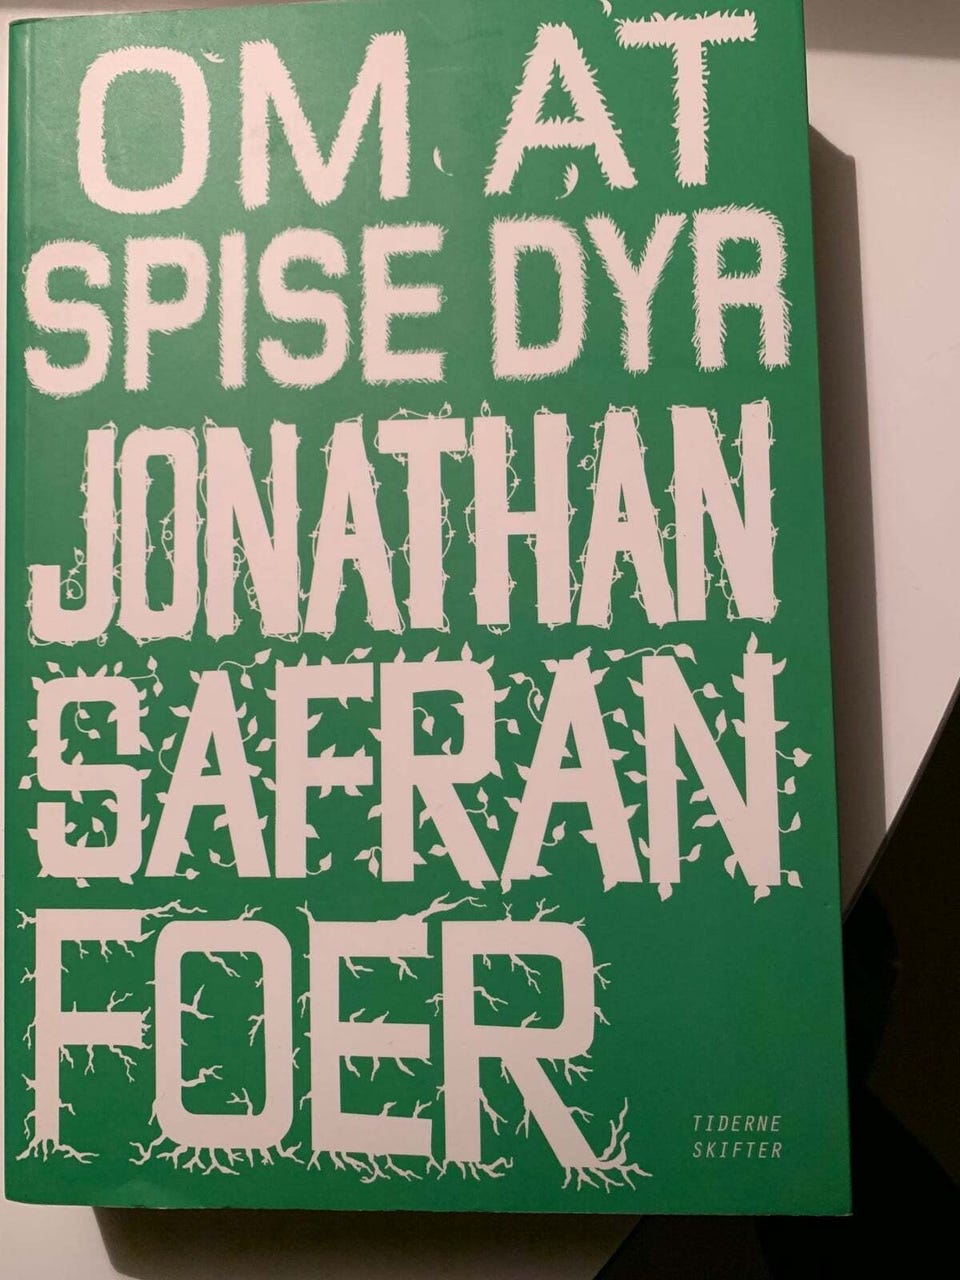 OM AT
SPISE DYR
JONATHAN
SAFRAN
FOER
TIDERNE
SKIFTER